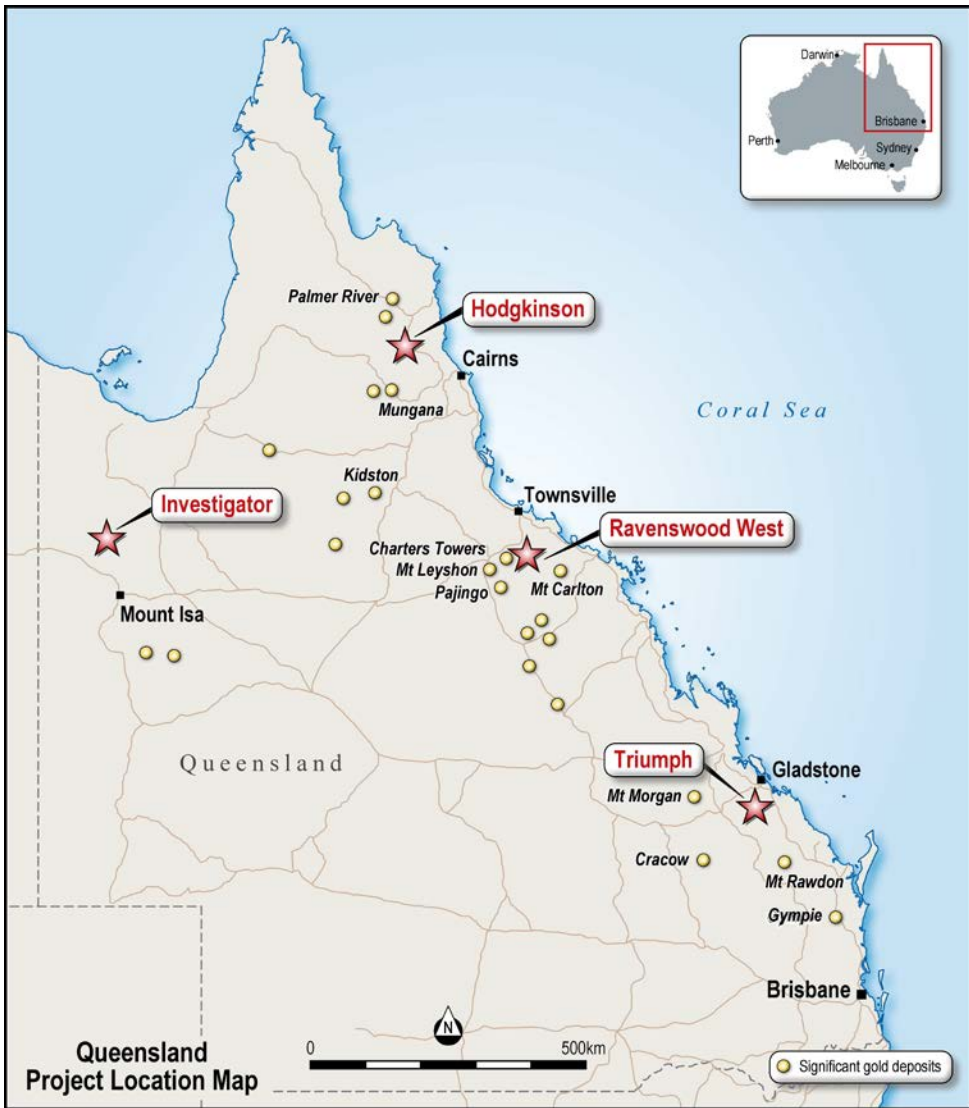 Darwin
Brisbane
Perth
Sydney
Melbourne
Palmer River
Hodgkinson
Cairns
Mungana
Coral Sea
Kidston
Investigator
Townsville
Ravenswood West
Charters Towers
Mt Leyshon
Pajingo
Mt Carlton
Mount Isa
Queensland
Triumph
Gladstone
Mt Morgan
Cracow
Mt Rawdon
Gympie
Brisbane
N
0 500km
Queensland
Project Location Map
Significant gold deposits